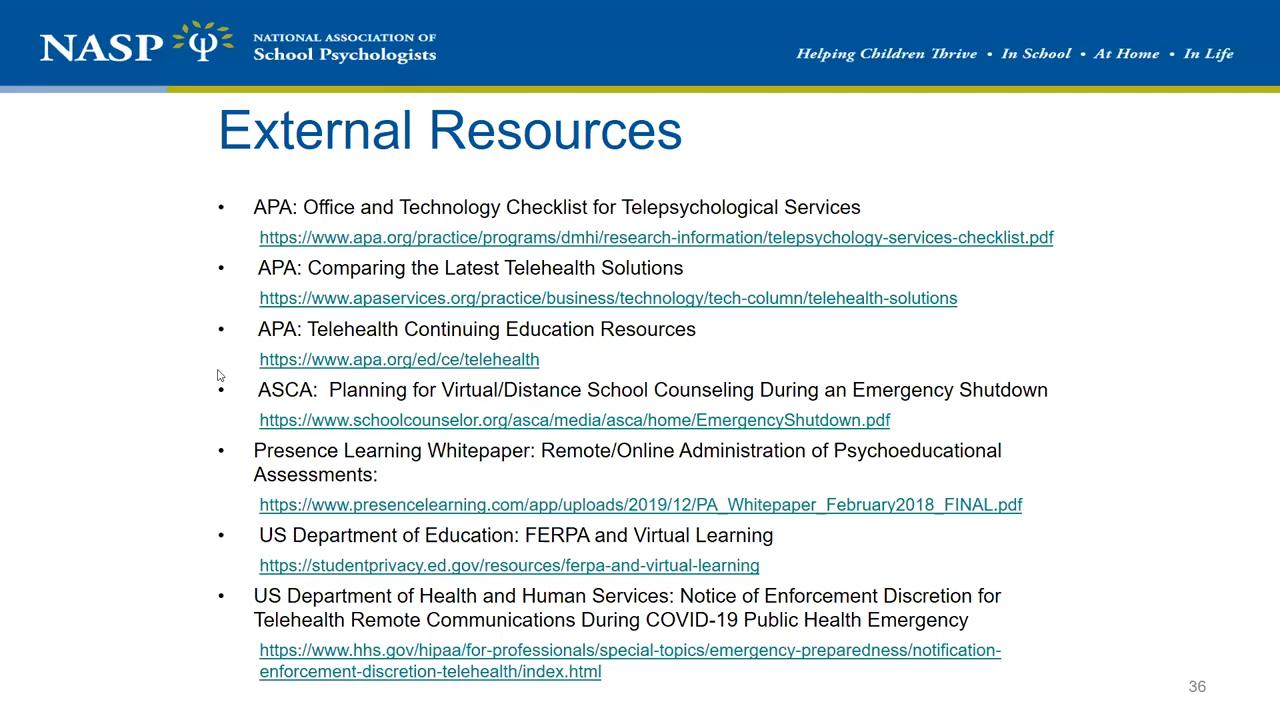 NASP
NATIONAL ASSOCIATION OF
School Psychologists
Helping Children Thrive • In School • At Home • In Life
External Resources
• APA: Office and Technology Checklist for Telepsychological Services
https://www.apa.org/practice/programs/dmhi/research-information/telepsychology-services-checklist.pdf
• APA: Comparing the Latest Telehealth Solutions
https://www.apaservices.org/practice/business/technology/tech-column/telehealth-solutions
• APA: Telehealth Continuing Education Resources
https://www.apa.org/ed/ce/telehealth
• ASCA:  Planning for Virtual/Distance School Counseling During an Emergency Shutdown
https://www.schoolcounselor.org/asca/media/asca/home/EmergencyShutdown.pdf
• Presence Learning Whitepaper: Remote/Online Administration of Psychoeducational
Assessments:
https://www.presencelearning.com/app/uploads/2019/12/PA_Whitepaper_February2018_FINAL.pdf
• US Department of Education: FERPA and Virtual Learning
https://studentprivacy.ed.gov/resources/ferpa-and-virtual-learning
• US Department of Health and Human Services: Notice of Enforcement Discretion for
Telehealth Remote Communications During COVID-19 Public Health Emergency
https://www.hhs.gov/hipaa/for-professionals/special-topics/emergency-preparedness/notification-
enforcement-discretion-telehealth/index.html
36